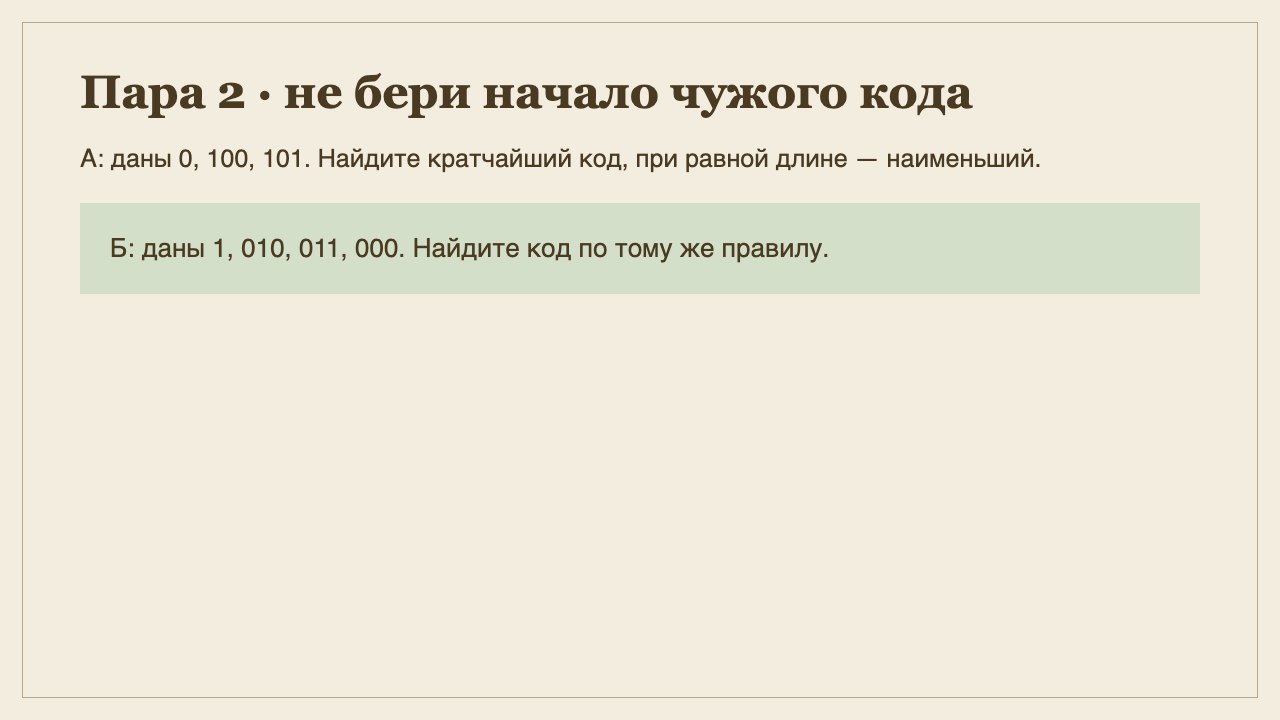 Пара 2 · не бери начало чужого кода
А: даны 0, 100, 101. Найдите кратчайший код, при равной длине — наименьший.
Б: даны 1, 010, 011, 000. Найдите код по тому же правилу.